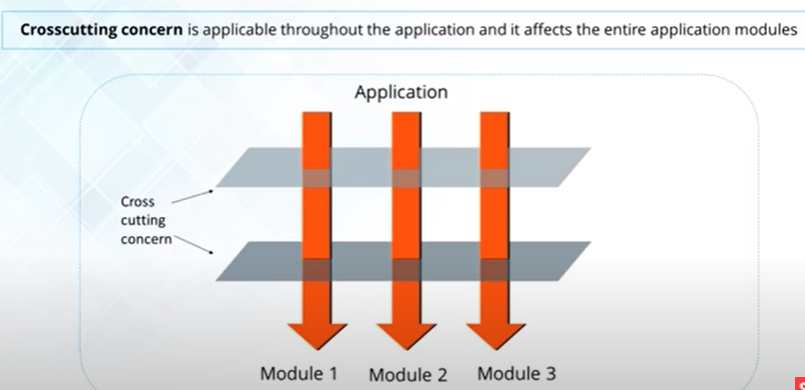 Crosscutting concern is applicable throughout the application and it affects the entire application modules
Application
Cross
cutting
concern
Module 1
Module 2
Module 3